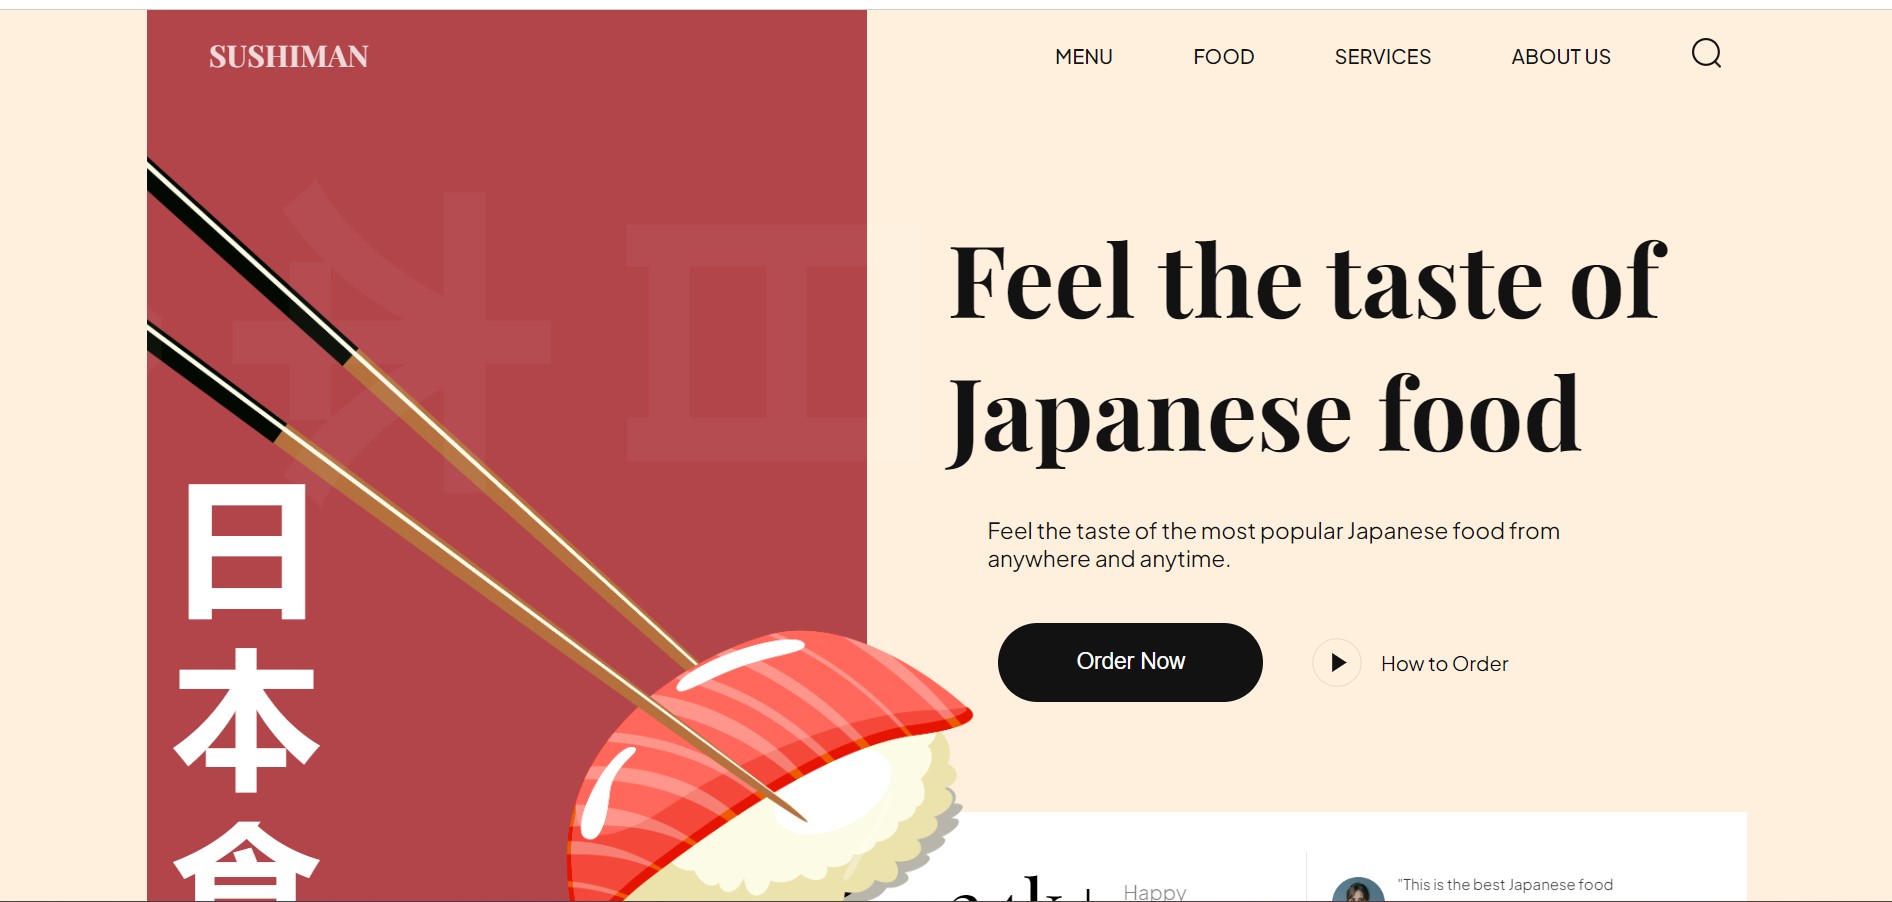 SUSHIMAN
MENU
FOOD
SERVICES
ABOUT US
Feel the taste of
Japanese food
Feel the taste of the most popular Japanese food from
anywhere and anytime.
Order Now
How to Order
日
本
食
Happy
"This is the best Japanese food